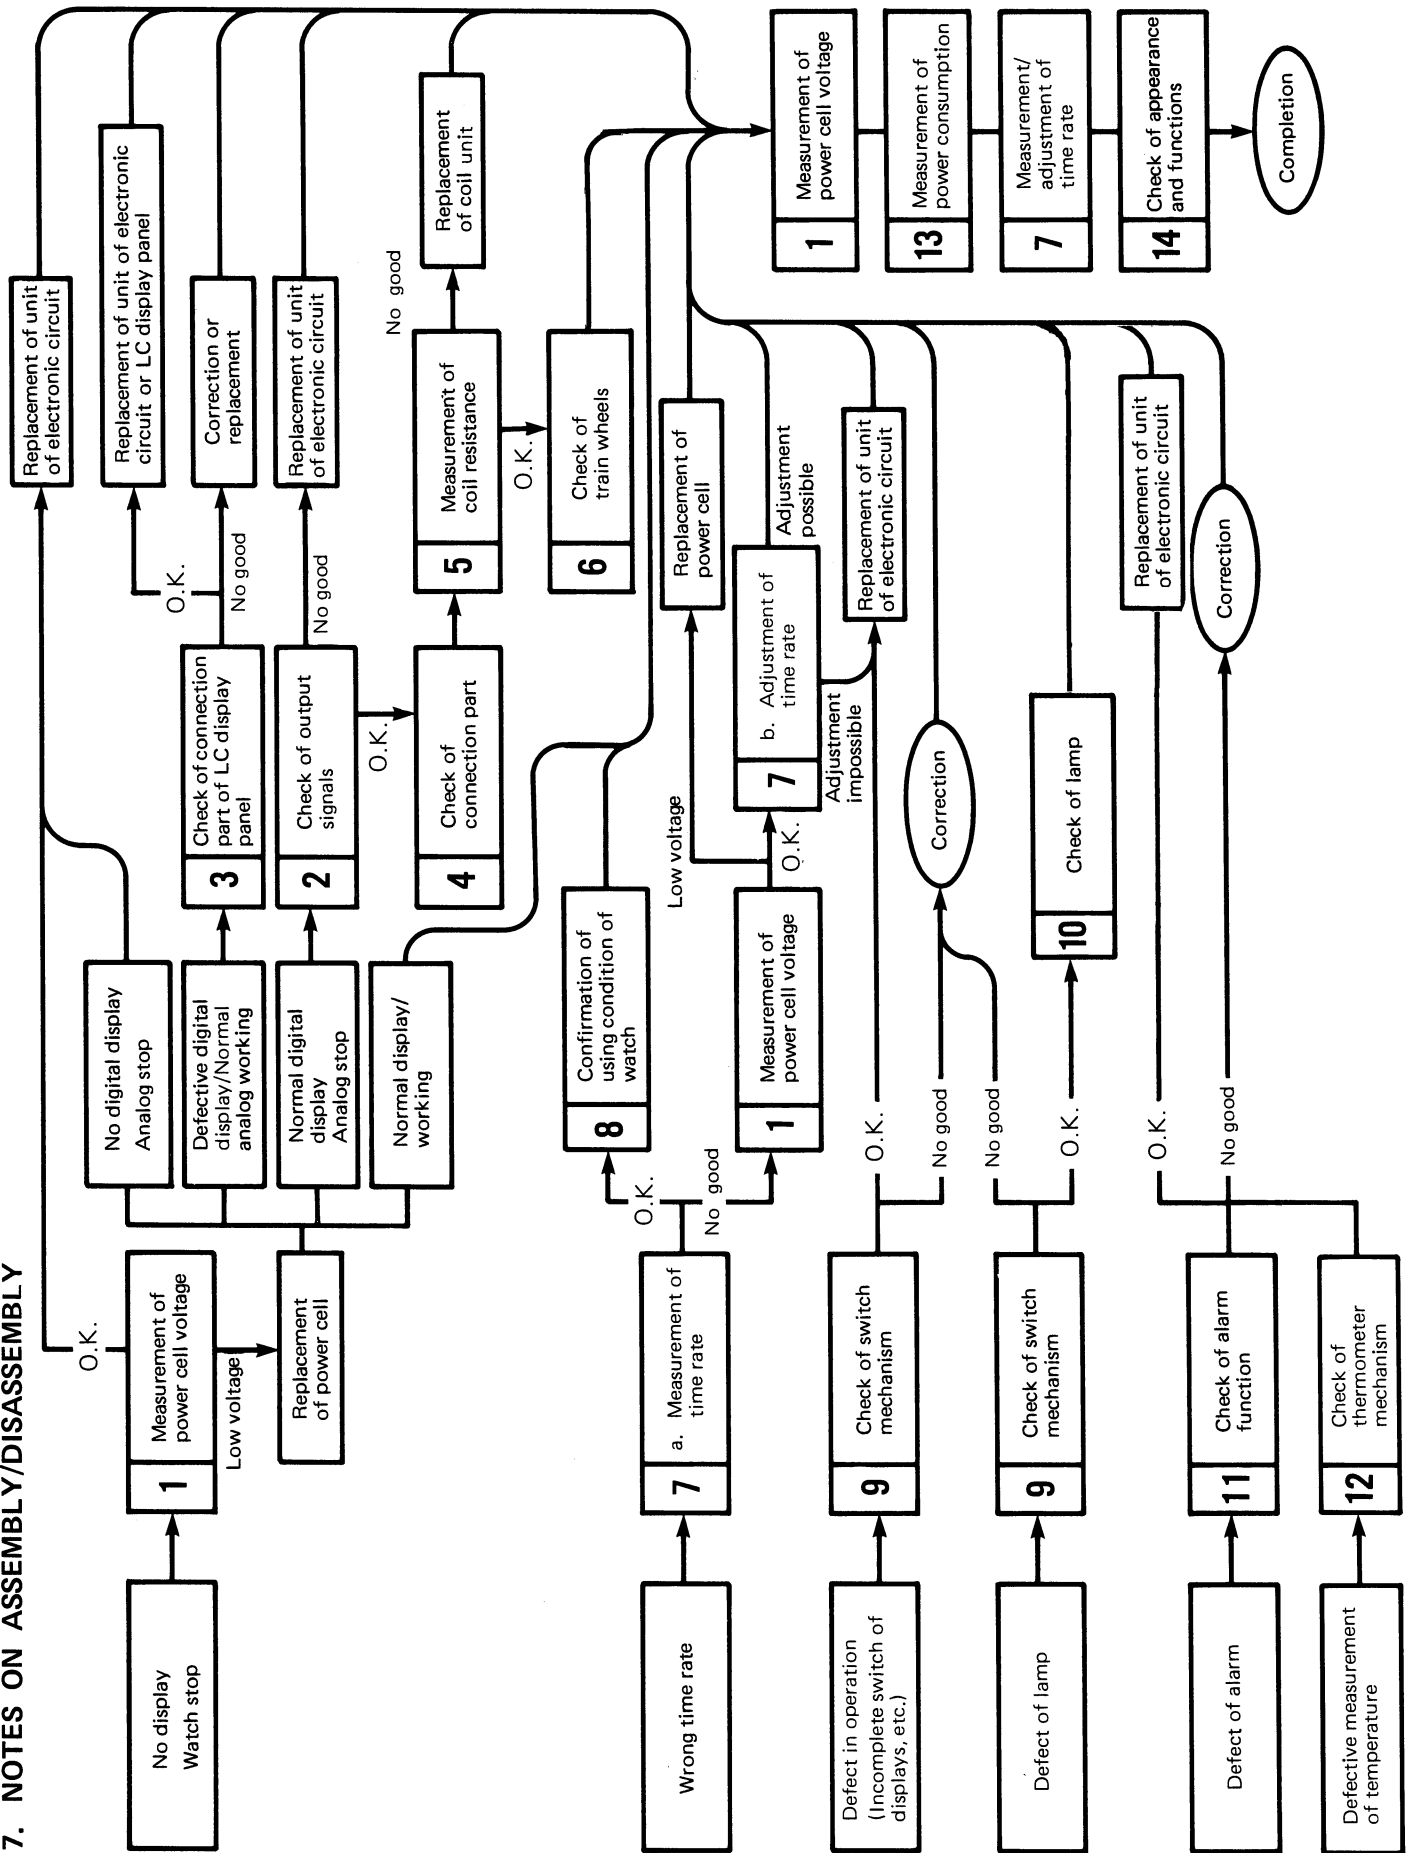 7. NOTES ON ASSEMBLY/DISASSEMBLY
No display
Watch stop
1
Measurement of
power cell voltage
O.K.
Low voltage
Replacement
of power cell
No digital display
Analog stop
Defective digital
display/Normal
analog working
Normal digital
display
Analog stop
Normal display/
working
3
Check of connection
part of LC display
panel
2
Check of output
signals
O.K.
No good
No good
O.K.
4
Check of
connection part
Replacement of unit
of electronic circuit
Replacement of unit of electronic
circuit or LC display panel
Correction or
replacement
Replacement of unit
of electronic circuit
5
Measurement of
coil resistance
No good
Replacement
of coil unit
O.K.
6
Check of
train wheels
Wrong time rate
7
a. Measurement of
time rate
O.K.
No good
8
Confirmation of
using condition of
watch
1
Measurement of
power cell voltage
Low voltage
O.K.
Replacement of
power cell
7
b. Adjustment of
time rate
Adjustment
possible
Adjustment
impossible
Replacement of unit
of electronic circuit
Defect in operation
(Incomplete switch of
displays, etc.)
9
Check of switch
mechanism
O.K.
No good
Correction
Defect of lamp
9
Check of switch
mechanism
No good
O.K.
10
Check of lamp
Defect of alarm
11
Check of alarm
function
O.K.
No good
Replacement of unit
of electronic circuit
Correction
Defective measurement
of temperature
12
Check of
thermometer
mechanism
1
Measurement of
power cell voltage
13
Measurement of
power consumption
7
Measurement/
adjustment of
time rate
14
Check of appearance
and functions
Completion